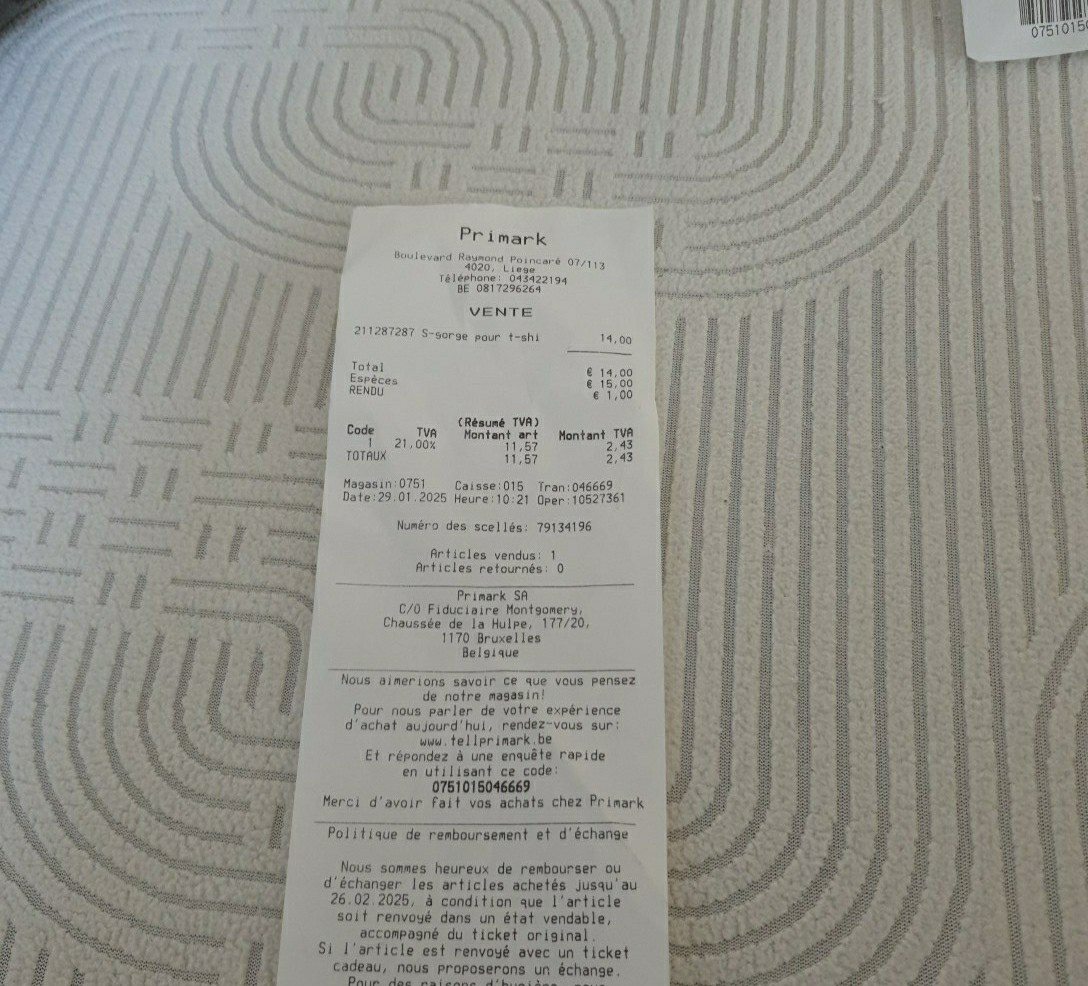 075101504
Primark
Boulevard Raymond Poincaré 07/113
4020, Liege
Téléphone: 043422194
BE 0817296264
VENTE
211287287 S-gorge pour t-shi 14,00
Total € 14,00
Espèces € 15,00
RENDU € 1,00
(Résumé TVA)
Code TVA Montant art Montant TVA
1 21,00% 11,57 2,43
TOTAUX 11,57 2,43
Magasin:0751 Caisse:015 Tran:046669
Date:29.01.2025 Heure:10:21 Oper:10527361
Numéro des scellés: 79134196
Articles vendus: 1
Articles retournés: 0
Primark SA
C/O Fiduciaire Montgomery,
Chaussée de la Hulpe, 177/20,
1170 Bruxelles
Belgique
Nous aimerions savoir ce que vous pensez
de notre magasin!
Pour nous parler de votre expérience
d'achat aujourd'hui, rendez-vous sur:
www.tellprimark.be
Et répondez à une enquête rapide
en utilisant ce code:
0751015046669
Merci d'avoir fait vos achats chez Primark
Politique de remboursement et d'échange
Nous sommes heureux de rembourser ou
d'échanger les articles achetés jusqu'au
26.02.2025, à condition que l'article
soit renvoyé dans un état vendable,
accompagné du ticket original.
Si l'article est renvoyé avec un ticket
cadeau, nous proposerons un échange.
Pour des raisons d'hygiène, nous